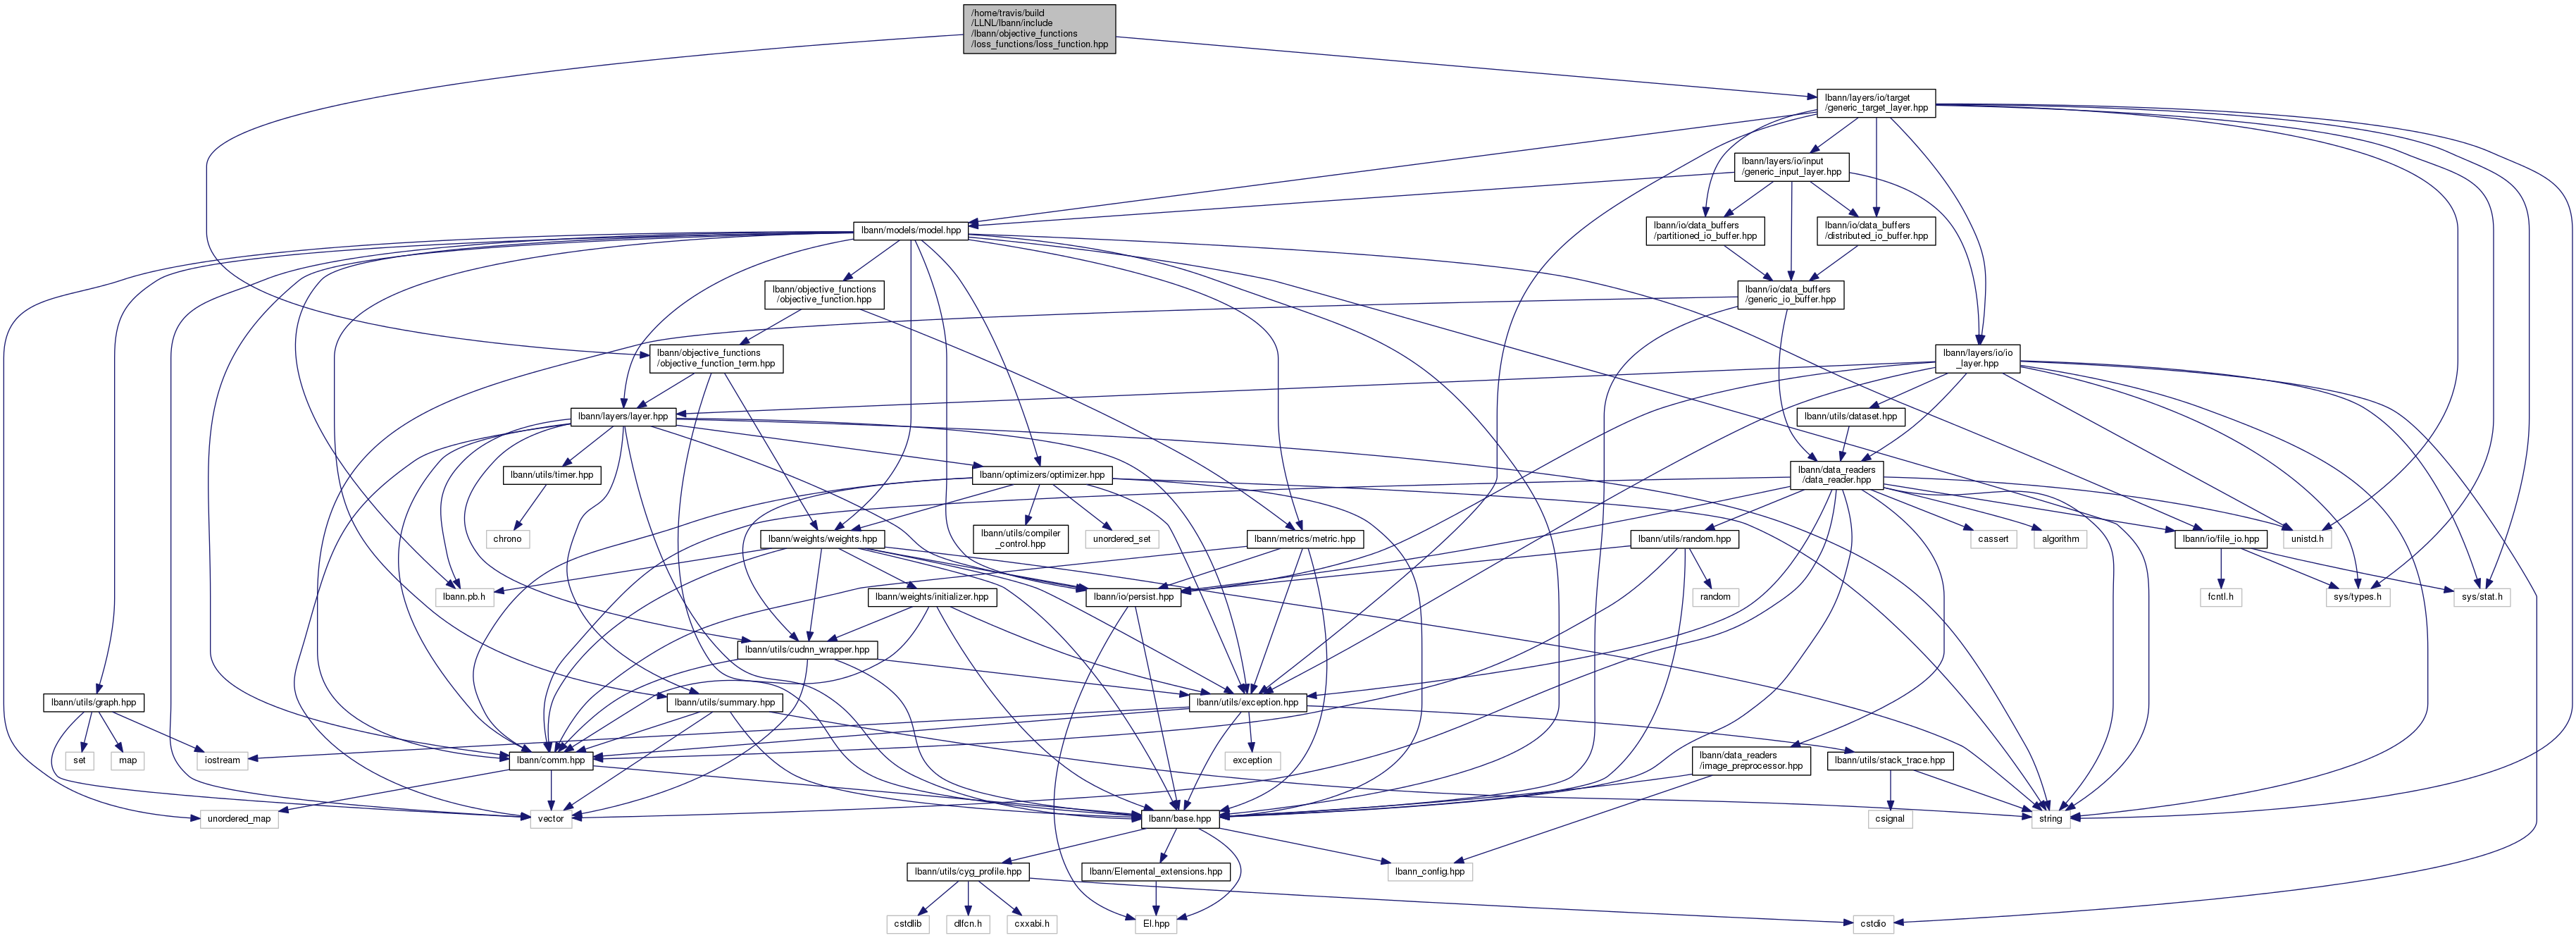 /home/travis/build
/LLNL/lbann/include
/lbann/objective_functions
/loss_functions/loss_function.hpp
lbann/layers/io/target
/generic_target_layer.hpp
lbann/layers/io/input
/generic_input_layer.hpp
lbann/models/model.hpp
lbann/io/data_buffers
/partitioned_io_buffer.hpp
lbann/io/data_buffers
/distributed_io_buffer.hpp
lbann/objective_functions
/objective_function.hpp
lbann/io/data_buffers
/generic_io_buffer.hpp
lbann/objective_functions
/objective_function_term.hpp
lbann/layers/io/io
_layer.hpp
lbann/layers/layer.hpp
lbann/utils/dataset.hpp
lbann/utils/timer.hpp
lbann/optimizers/optimizer.hpp
lbann/data_readers
/data_reader.hpp
chrono
lbann/weights/weights.hpp
lbann/utils/compiler
_control.hpp
unordered_set
lbann/metrics/metric.hpp
lbann/utils/random.hpp
cassert
algorithm
lbann/io/file_io.hpp
unistd.h
lbann.pb.h
lbann/weights/initializer.hpp
lbann/io/persist.hpp
random
fcntl.h
sys/types.h
sys/stat.h
lbann/utils/cudnn_wrapper.hpp
lbann/utils/graph.hpp
lbann/utils/summary.hpp
lbann/utils/exception.hpp
set
map
iostream
lbann/comm.hpp
exception
lbann/data_readers
/image_preprocessor.hpp
lbann/utils/stack_trace.hpp
unordered_map
vector
lbann/base.hpp
csignal
string
lbann/utils/cyg_profile.hpp
lbann/Elemental_extensions.hpp
lbann_config.hpp
cstdlib
dlfcn.h
cxxabi.h
El.hpp
cstdio